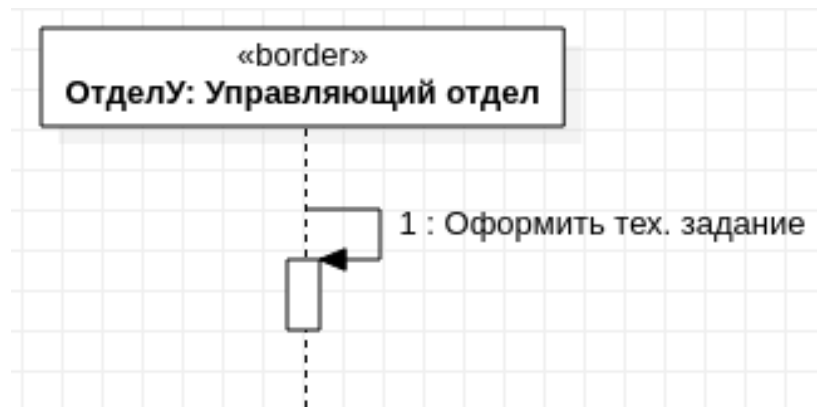 «border»
ОтделУ: Управляющий отдел
1 : Оформить тех. задание